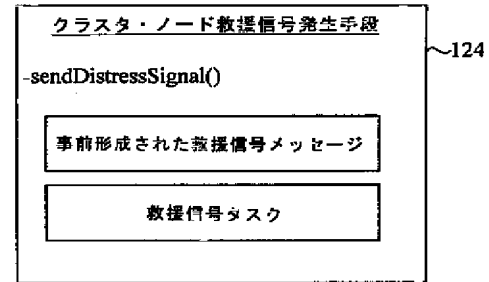 クラスタ・ノード救援信号発生手段
124
-sendDistressSignal()
事前形成された救援信号メッセージ
救援信号タスク